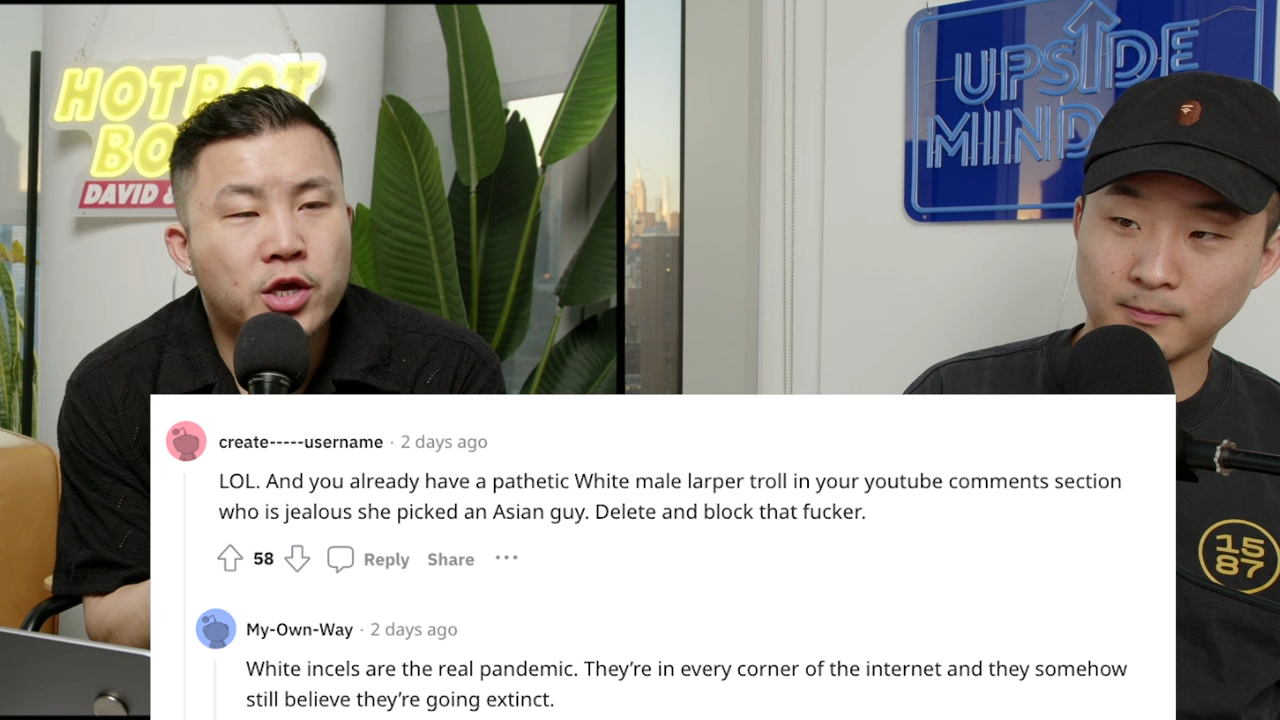 HOTPOT
BO
DAVID &
UPSIDE
MIND
15
87
create-----username · 2 days ago
LOL. And you already have a pathetic White male larper troll in your youtube comments section
who is jealous she picked an Asian guy. Delete and block that fucker.
58 Reply Share ···
My-Own-Way · 2 days ago
White incels are the real pandemic. They’re in every corner of the internet and they somehow
still believe they’re going extinct.